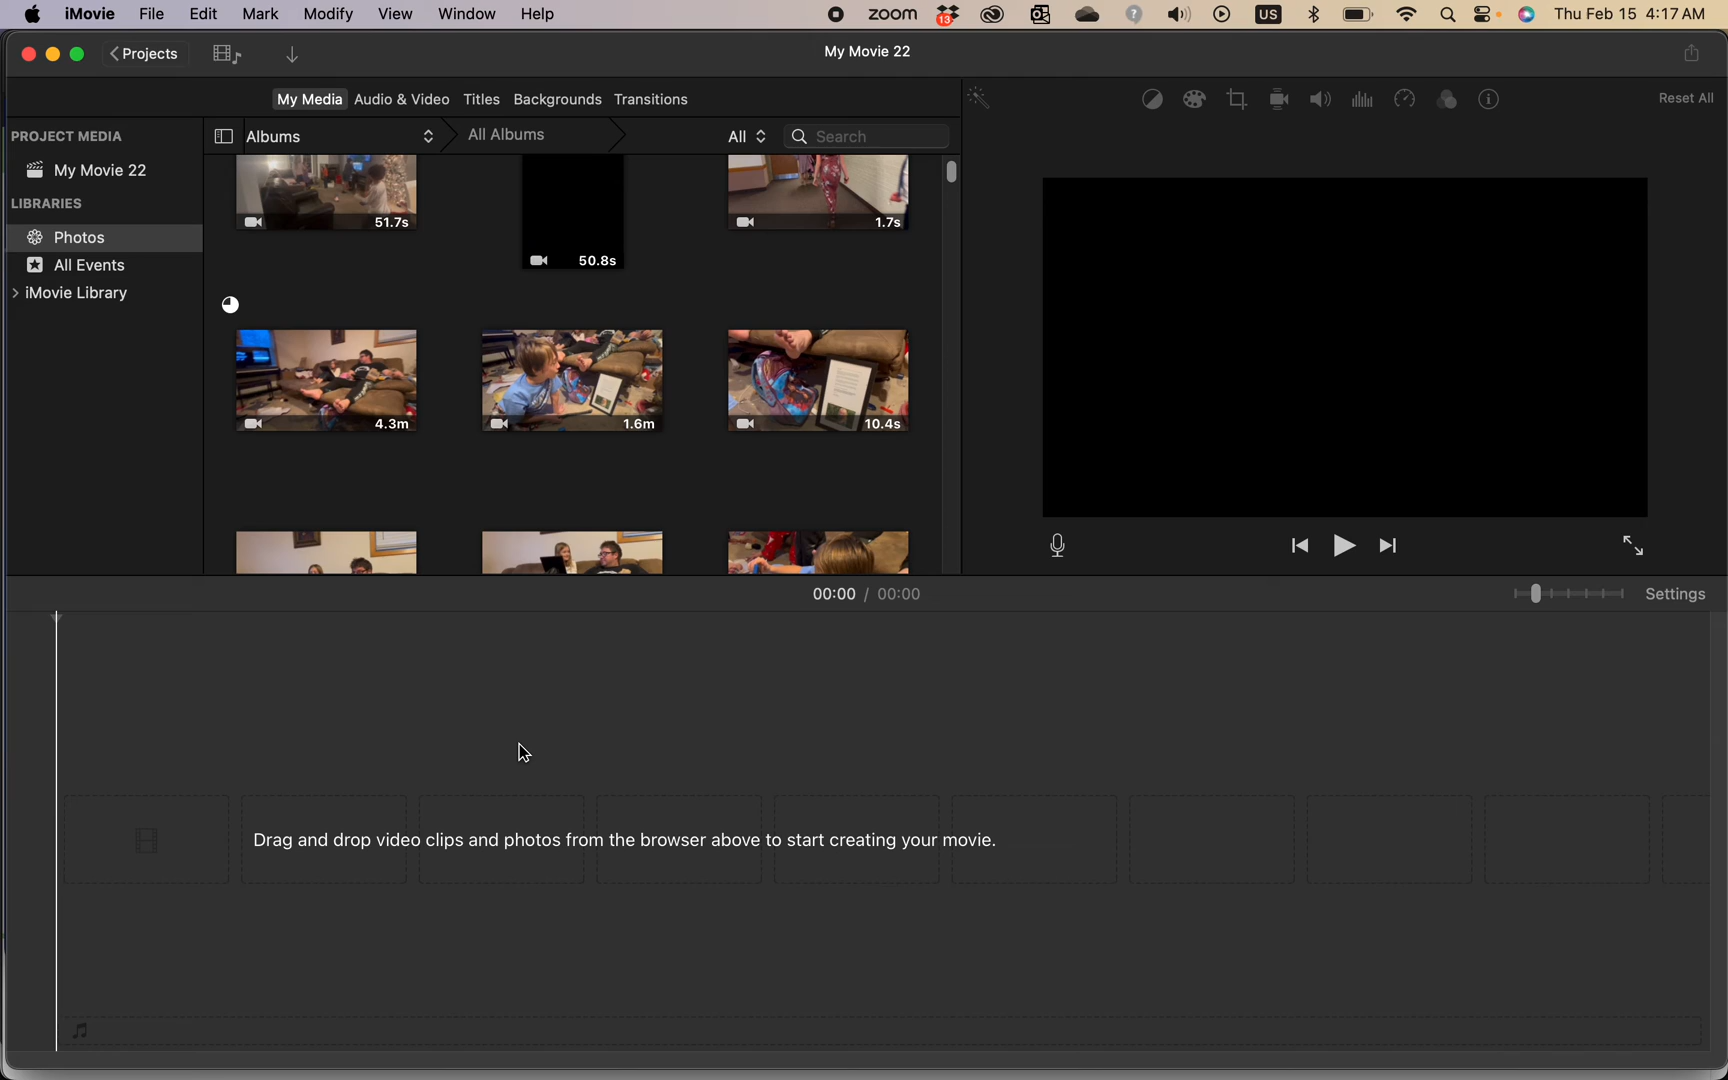 iMovie File Edit Mark Modify View Window Help zoom 13 US Thu Feb 15 4:17 AM
Projects My Movie 22
My Media Audio & Video Titles Backgrounds Transitions Reset All
PROJECT MEDIA Albums All Albums All Search
My Movie 22
LIBRARIES
Photos
All Events
iMovie Library
51.7s 1.7s
50.8s
4.3m 1.6m 10.4s
00:00 / 00:00 Settings
Drag and drop video clips and photos from the browser above to start creating your movie.